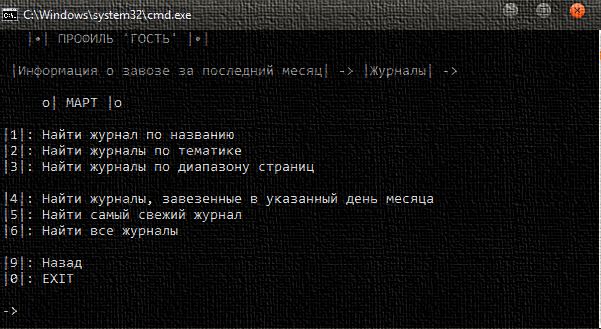 C:\Windows\system32\cmd.exe
|•| ПРОФИЛЬ 'ГОСТЬ' |•|
|Информация о завозе за последний месяц| -> |Журналы| ->
o| МАРТ |o
|1|: Найти журнал по названию
|2|: Найти журналы по тематике
|3|: Найти журналы по диапазону страниц
|4|: Найти журналы, завезенные в указанный день месяца
|5|: Найти самый свежий журнал
|6|: Найти все журналы
|9|: Назад
|0|: EXIT
->